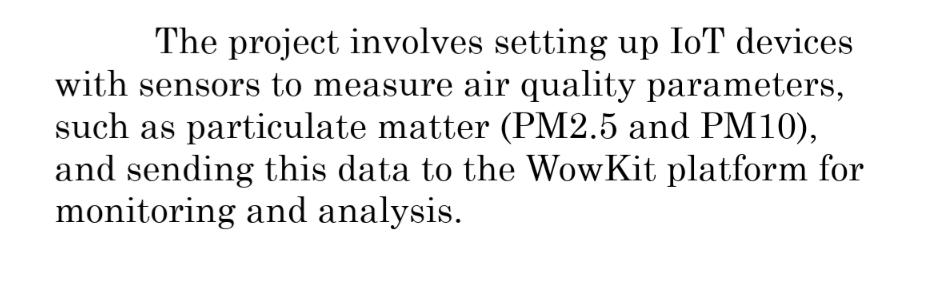 The project involves setting up IoT devices
with sensors to measure air quality parameters,
such as particulate matter (PM2.5 and PM10),
and sending this data to the WowKit platform for
monitoring and analysis.